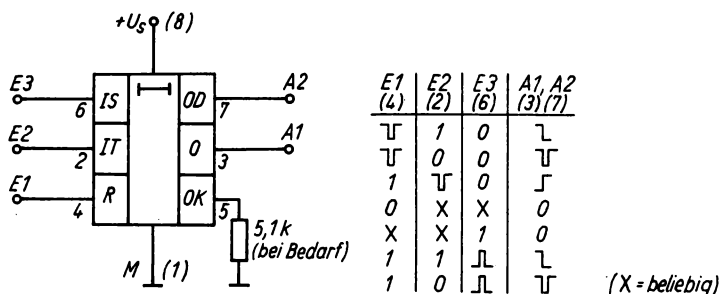 +Us (8)
E3 6 IS OD 7 A2
E2 2 IT O 3 A1
E1 4 R OK 5
5,1k
(bei Bedarf)
M (1)
E1 E2 E3 A1, A2
(4) (2) (6) (3)(7)
1 0
0 0
1 0
0 X X 0
X X 1 0
1 1
1 0
(X = beliebig)